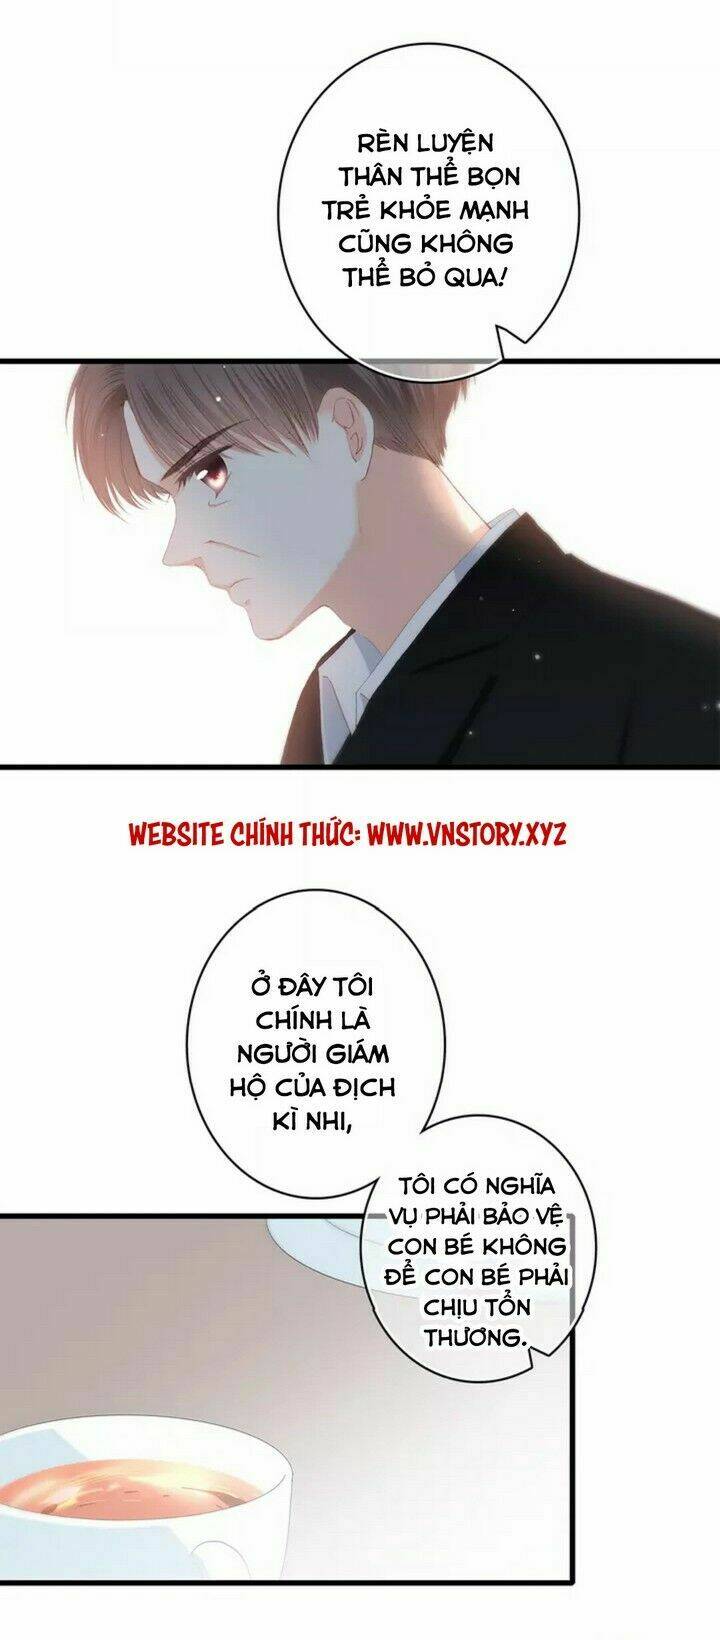 RÈN LUYỆN
THÂN THỂ BỌN
TRẺ KHỎE MẠNH
CŨNG KHÔNG
THỂ BỎ QUA!
WEBSITE CHÍNH THỨC: WWW.VNSTORY.XYZ
Ở ĐÂY TÔI
CHÍNH LÀ
NGƯỜI GIÁM
HỘ CỦA ĐỊCH
KÌ NHI,
TÔI CÓ NGHĨA
VỤ PHẢI BẢO VỆ
CON BÉ KHÔNG
ĐỂ CON BÉ PHẢI
CHỊU TỔN
THƯƠNG.